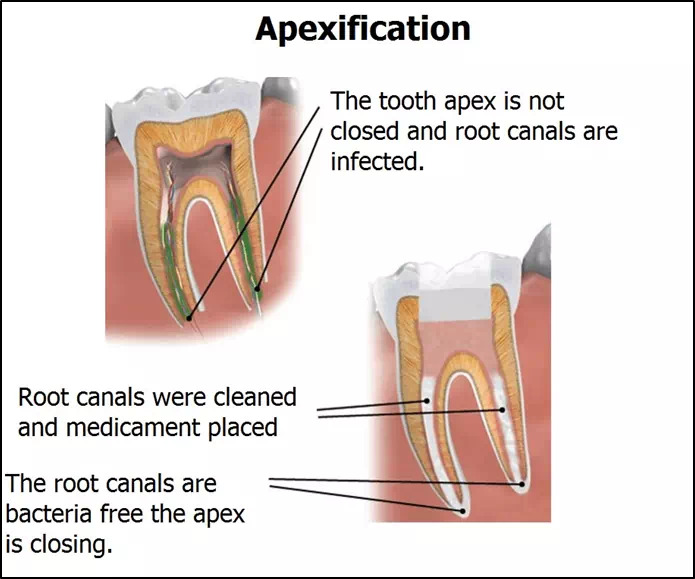 Apexification
The tooth apex is not
closed and root canals are
infected.
Root canals were cleaned
and medicament placed
The root canals are
bacteria free the apex
is closing.